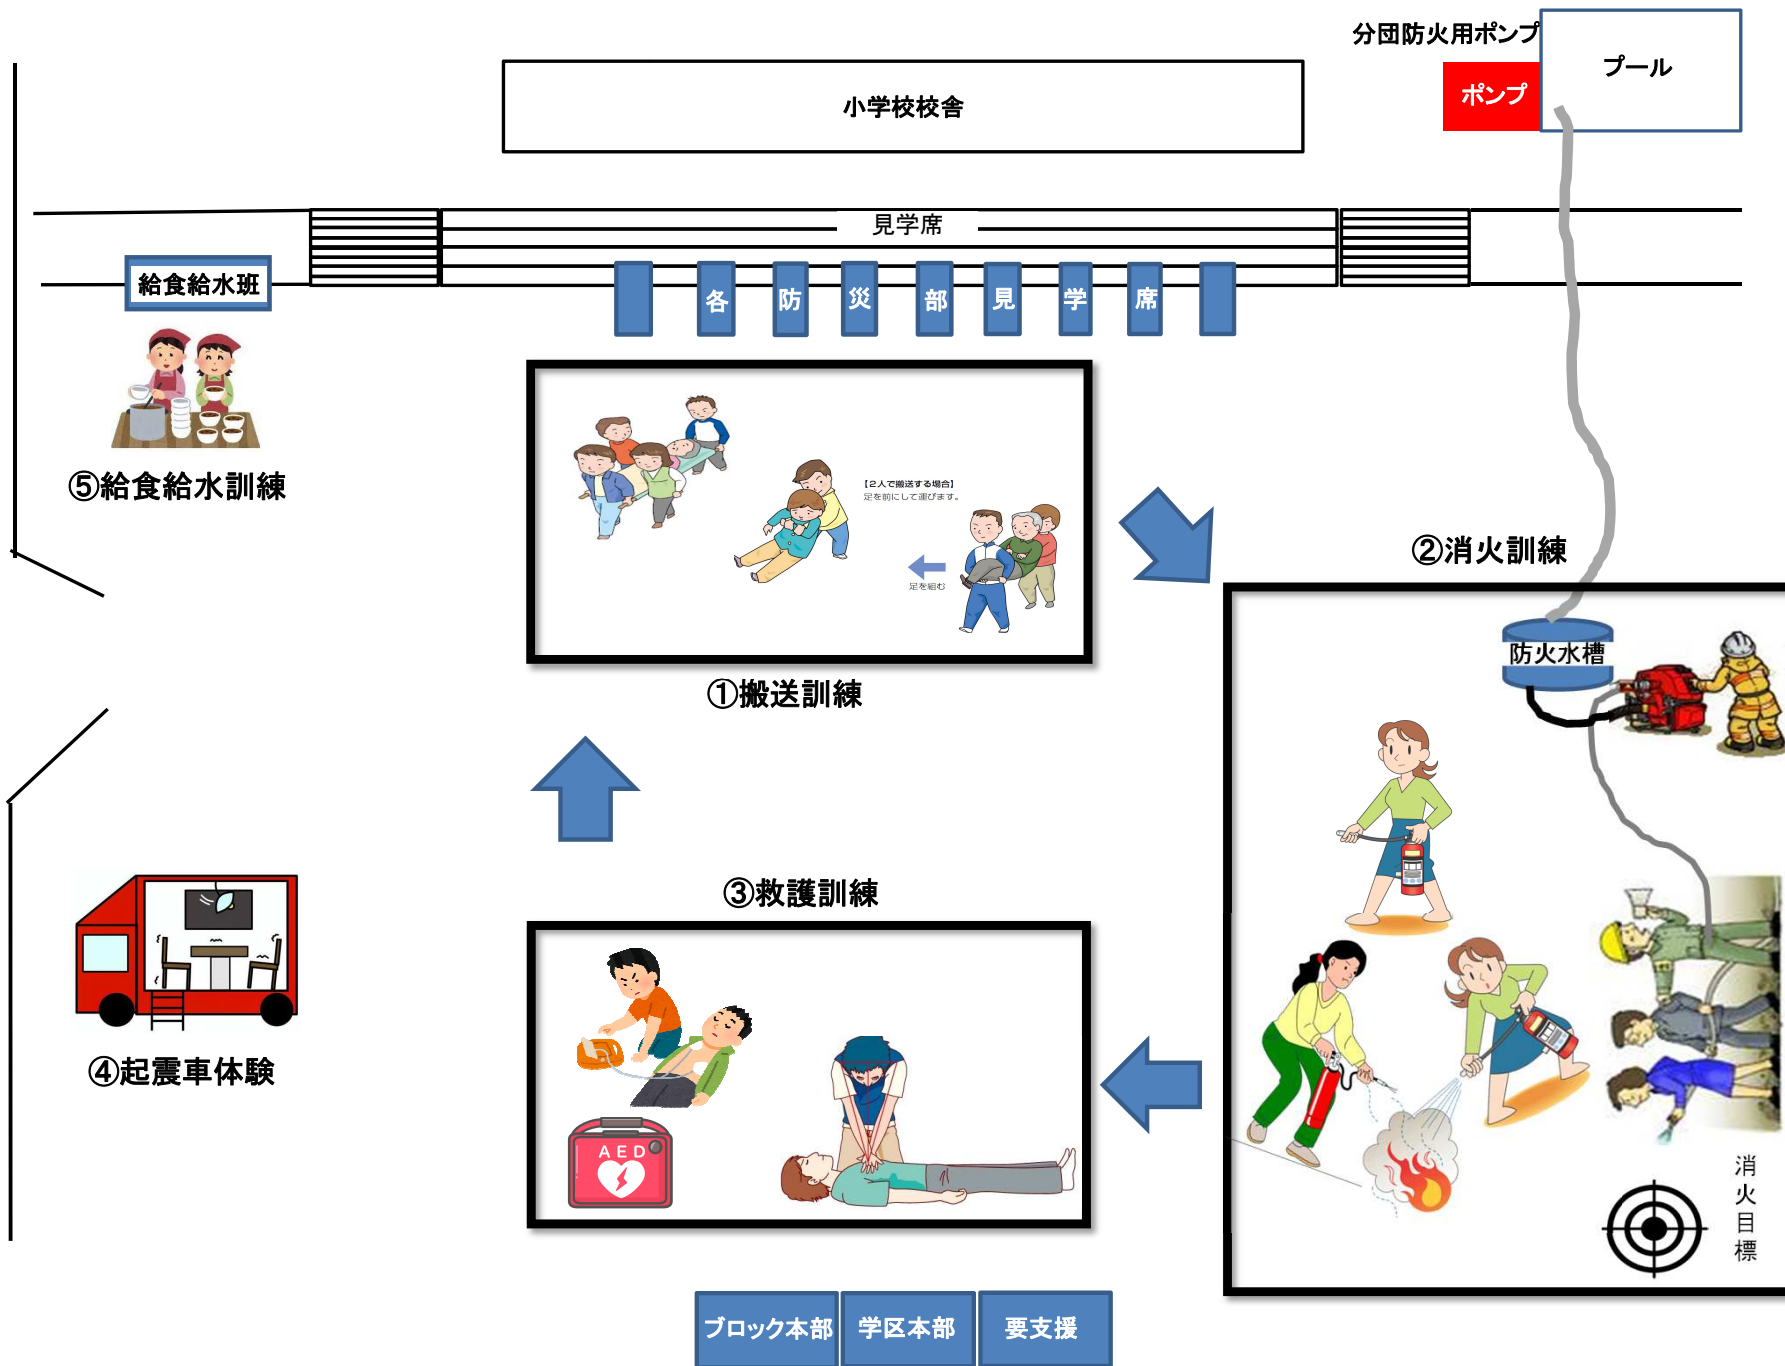 分団防火用ポンプ
プール
ポンプ
小学校校舎
見学席
給食給水班
各防災部見学席
⑤給食給水訓練
【2人で搬送する場合】
足を前にして運びます。
足を組む
①搬送訓練
②消火訓練
防火水槽
③救護訓練
AED
④起震車体験
消火目標
ブロック本部
学区本部
要支援